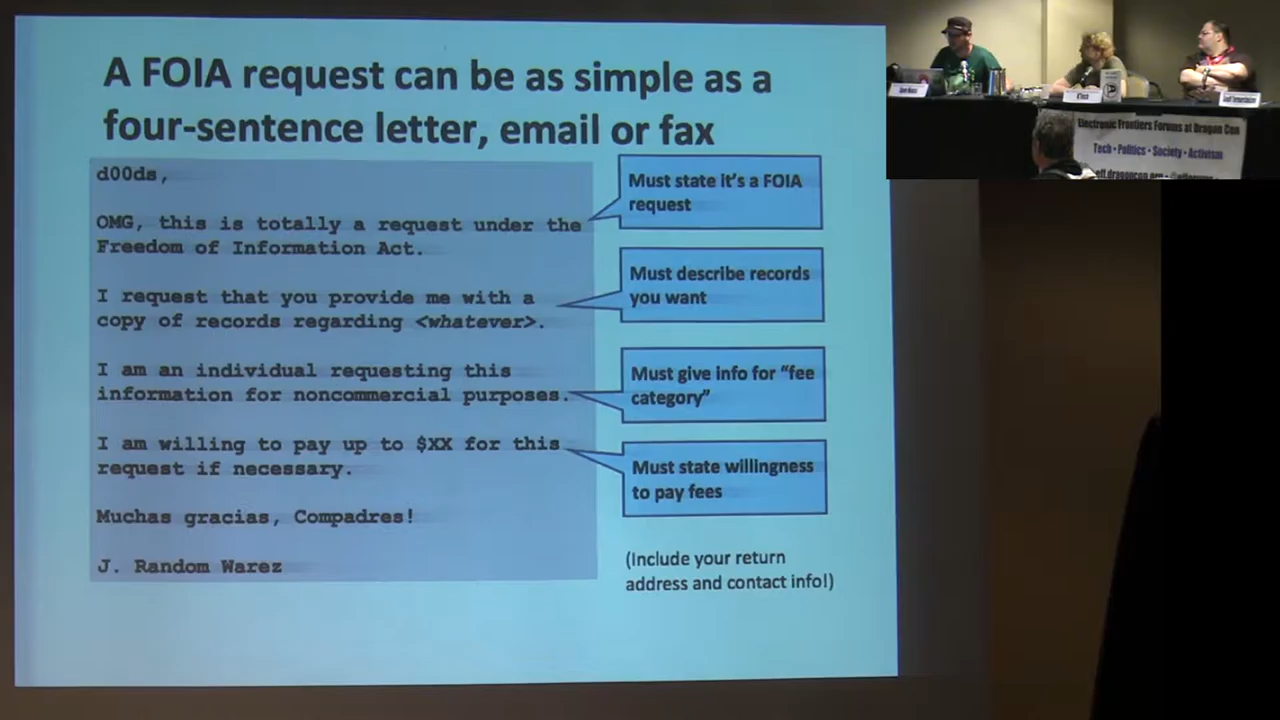 A FOIA request can be as simple as a
four-sentence letter, email or fax
d00ds,
OMG, this is totally a request under the
Freedom of Information Act.
I request that you provide me with a
copy of records regarding <whatever>.
I am an individual requesting this
information for noncommercial purposes.
I am willing to pay up to $XX for this
request if necessary.
Muchas gracias, Compadres!
J. Random Warez
Must state it's a FOIA
request
Must describe records
you want
Must give info for “fee
category”
Must state willingness
to pay fees
(Include your return
address and contact info!)
Electronic Frontiers Forums at Dragon Con
Tech • Politics • Society • Activism